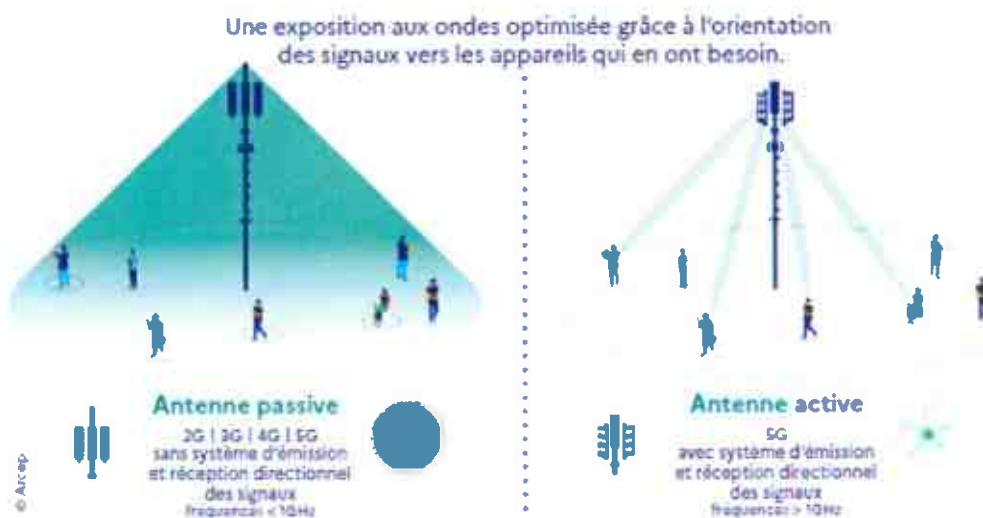 Une exposition aux ondes optimisée grâce à l'orientation
des signaux vers les appareils qui en ont besoin.
Antenne passive
2G | 3G | 4G | 5G
sans système d'émission
et réception directionnel
des signaux
fréquences < 1GHz
Antenne active
5G
avec système d'émission
et réception directionnel
des signaux
fréquences > 1GHz
© Arcep